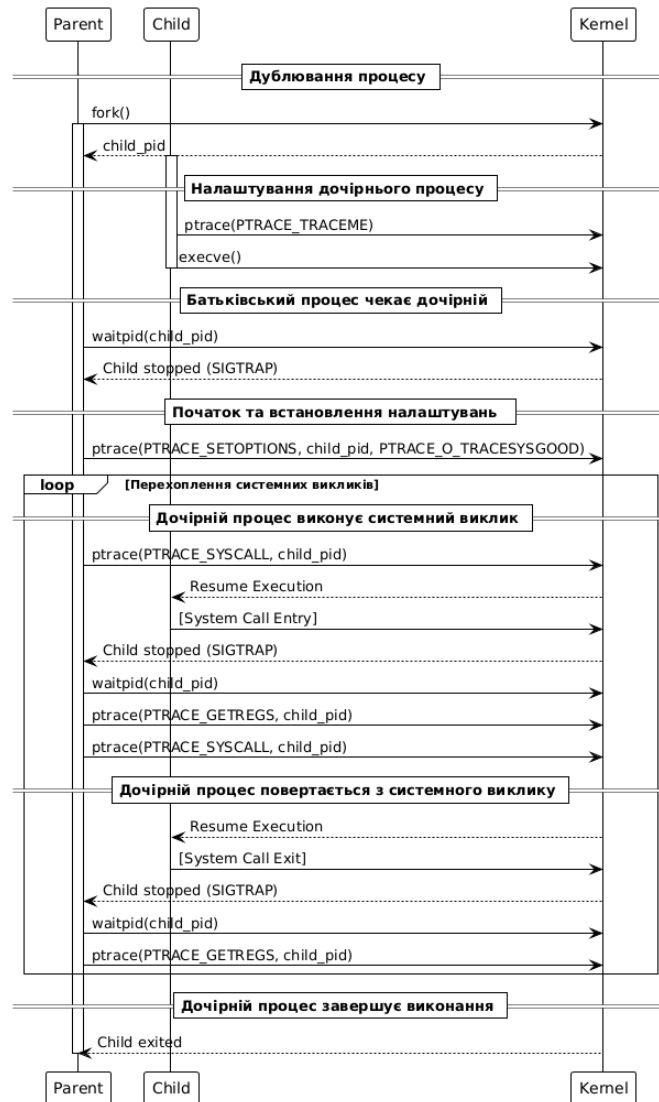 Parent Child Kernel
Дублювання процесу
fork()
child_pid
Налаштування дочірнього процесу
ptrace(PTRACE_TRACEME)
execve()
Батьківський процес чекає дочірній
waitpid(child_pid)
Child stopped (SIGTRAP)
Початок та встановлення налаштувань
ptrace(PTRACE_SETOPTIONS, child_pid, PTRACE_O_TRACESYSGOOD)
loop [Перехоплення системних викликів]
Дочірній процес виконує системний виклик
ptrace(PTRACE_SYSCALL, child_pid)
Resume Execution
[System Call Entry]
Child stopped (SIGTRAP)
waitpid(child_pid)
ptrace(PTRACE_GETREGS, child_pid)
ptrace(PTRACE_SYSCALL, child_pid)
Дочірній процес повертається з системного виклику
Resume Execution
[System Call Exit]
Child stopped (SIGTRAP)
waitpid(child_pid)
ptrace(PTRACE_GETREGS, child_pid)
Дочірній процес завершує виконання
Child exited
Parent Child Kernel